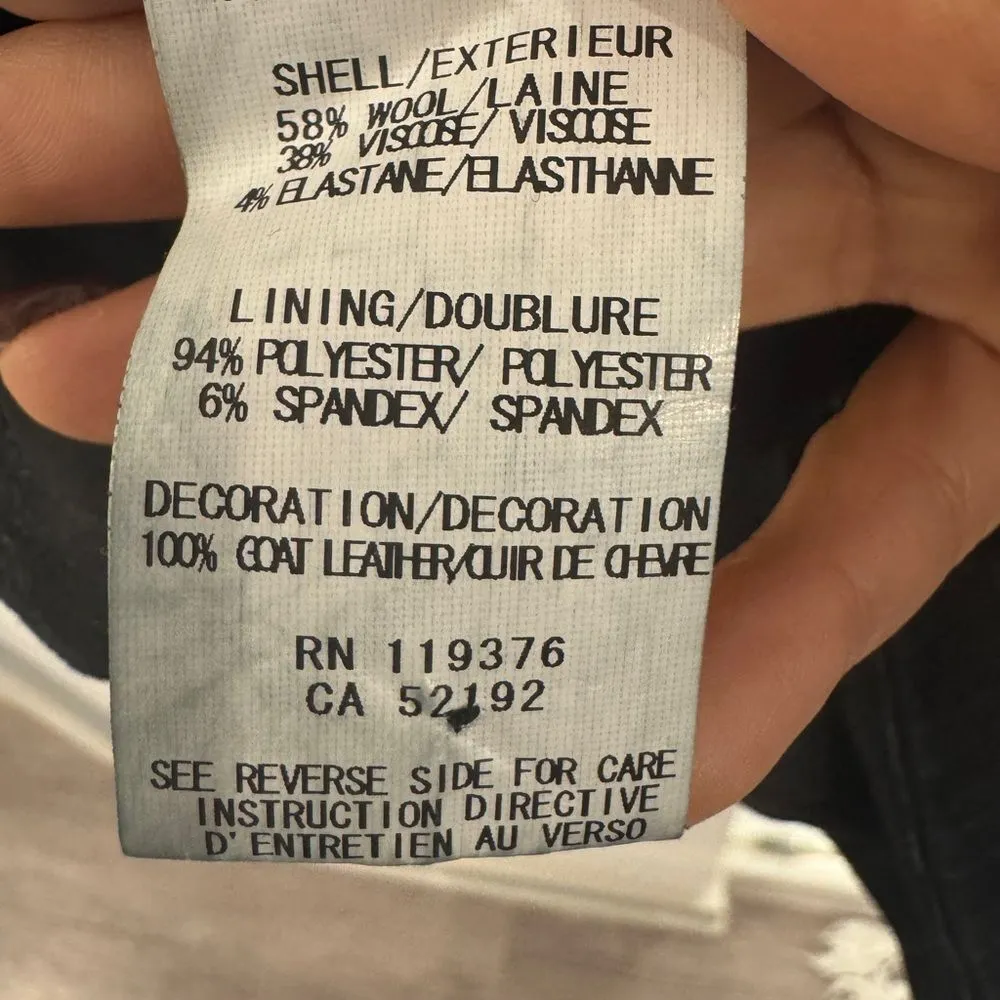 SHELL/EXTERIEUR
58% WOOL/LAINE
38% VISCOSE/ VISCOSE
4% ELASTANE/ELASTHANNE
LINING/DOUBLURE
94% POLYESTER/ POLYESTER
6% SPANDEX/ SPANDEX
DECORATION/DECORATION
100% GOAT LEATHER/CUIR DE CHEVRE
RN 119376
CA 52192
SEE REVERSE SIDE FOR CARE
INSTRUCTION DIRECTIVE
D'ENTRETIEN AU VERSO